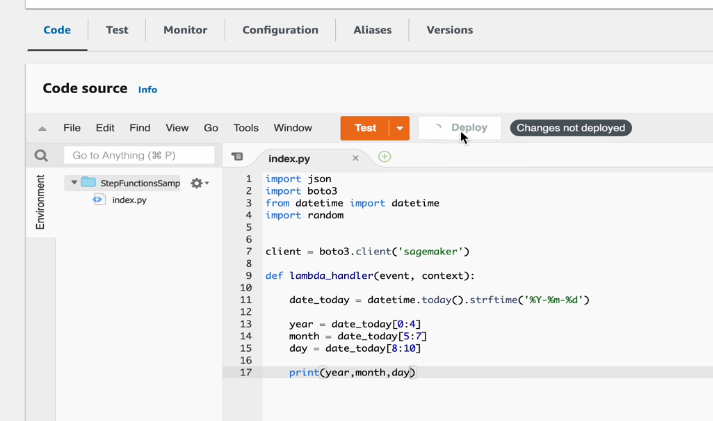 Code Test Monitor Configuration Aliases Versions
Code source Info
File Edit Find View Go Tools Window Test Deploy Changes not deployed
Go to Anything (⌘ P)
index.py
Environment
StepFunctionsSamp
index.py
1 import json
2 import boto3
3 from datetime import datetime
4 import random
5
6
7 client = boto3.client('sagemaker')
8
9 def lambda_handler(event, context):
10
11 date_today = datetime.today().strftime('%Y-%m-%d')
12
13 year = date_today[0:4]
14 month = date_today[5:7]
15 day = date_today[8:10]
16
17 print(year,month,day)